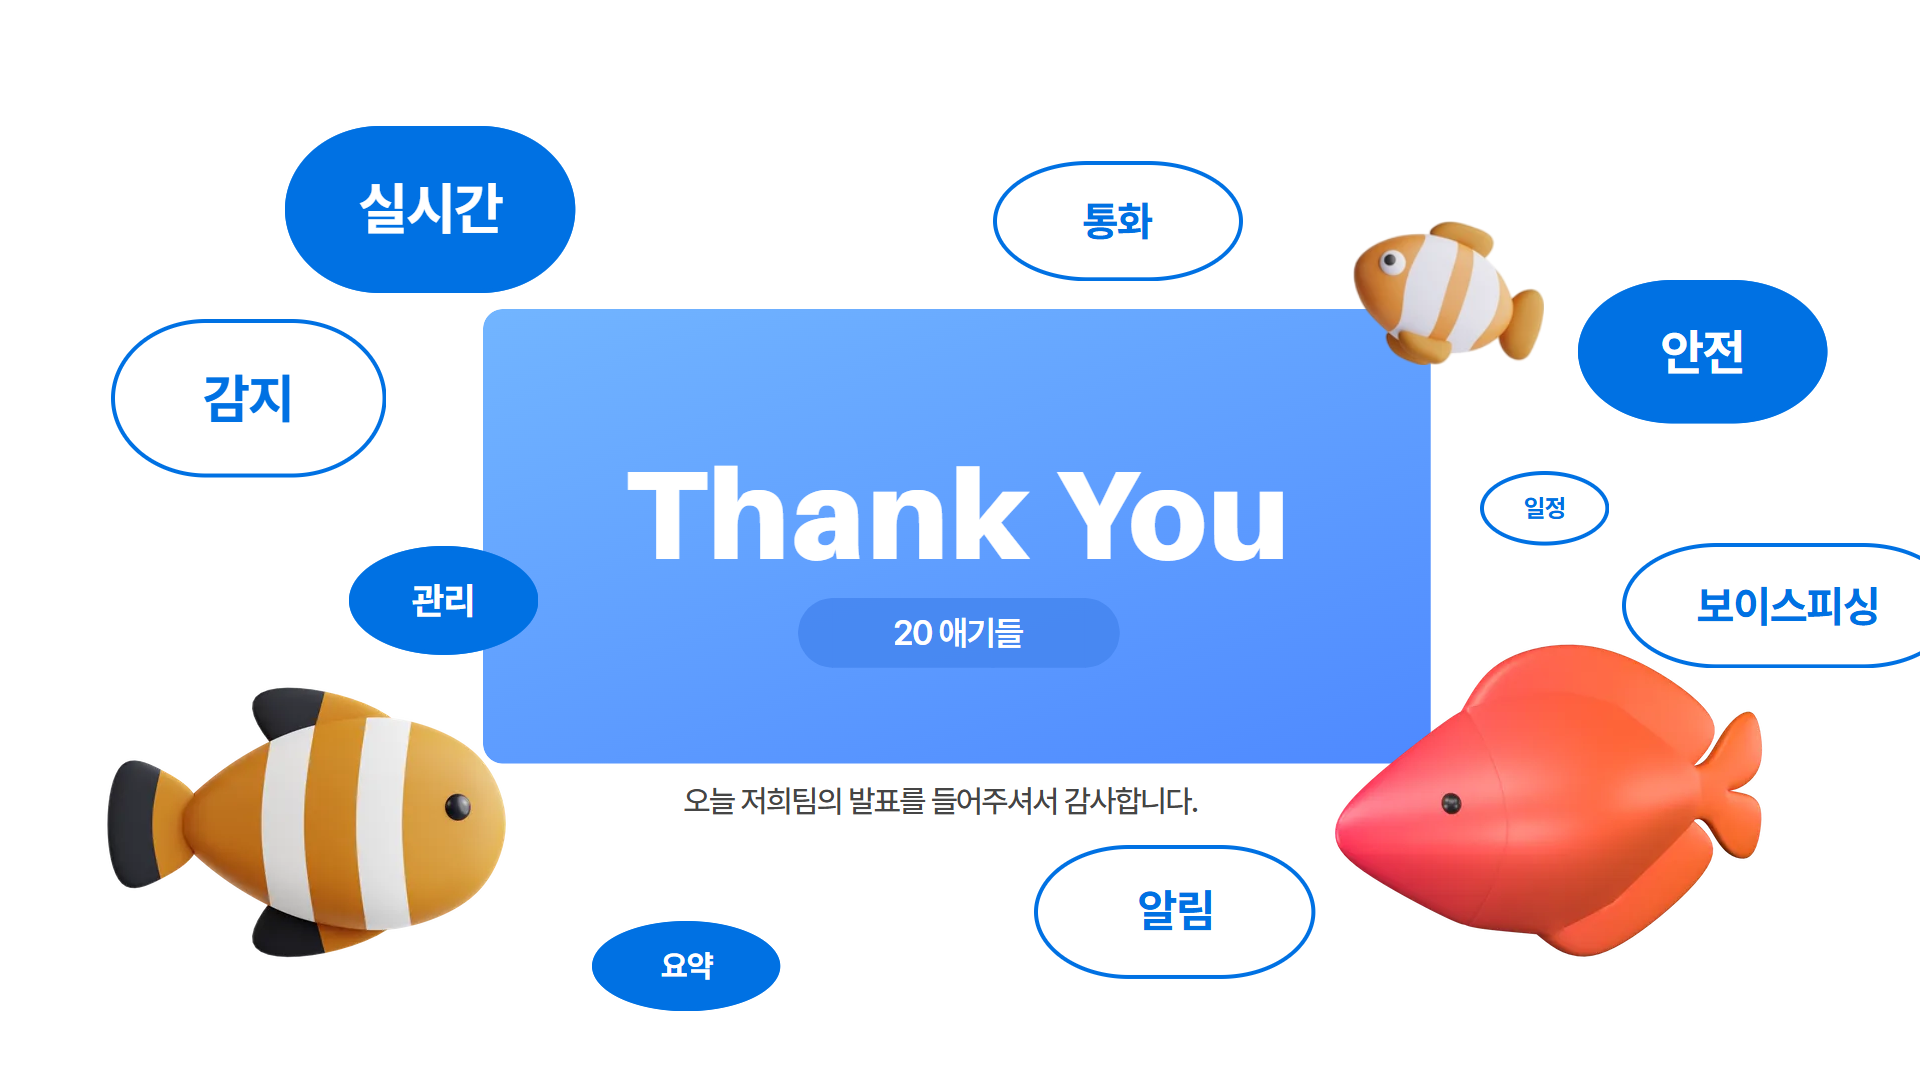 실시간
통화
안전
감지
일정
Thank You
관리
보이스피싱
20 애기들
오늘 저희팀의 발표를 들어주셔서 감사합니다.
알림
요약